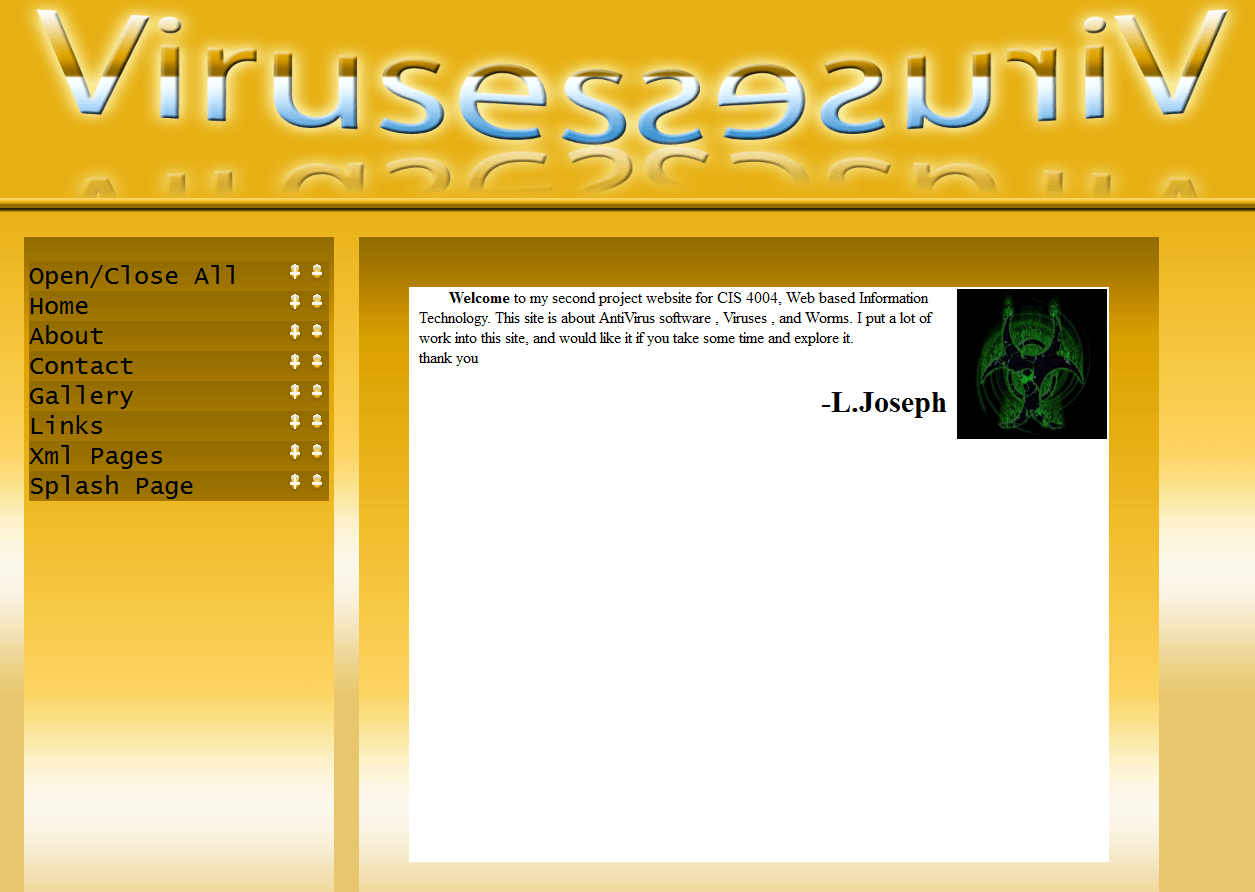 Viruses
Open/Close All
Home
About
Contact
Gallery
Links
Xml Pages
Splash Page
Welcome to my second project website for CIS 4004, Web based Information
Technology. This site is about AntiVirus software , Viruses , and Worms. I put a lot of
work into this site, and would like it if you take some time and explore it.
thank you
-L.Joseph